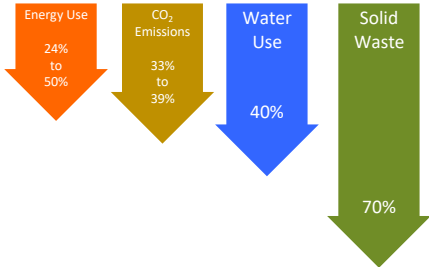 Energy Use
24%
to
50%
CO₂
Emissions
33%
to
39%
Water
Use
40%
Solid
Waste
70%